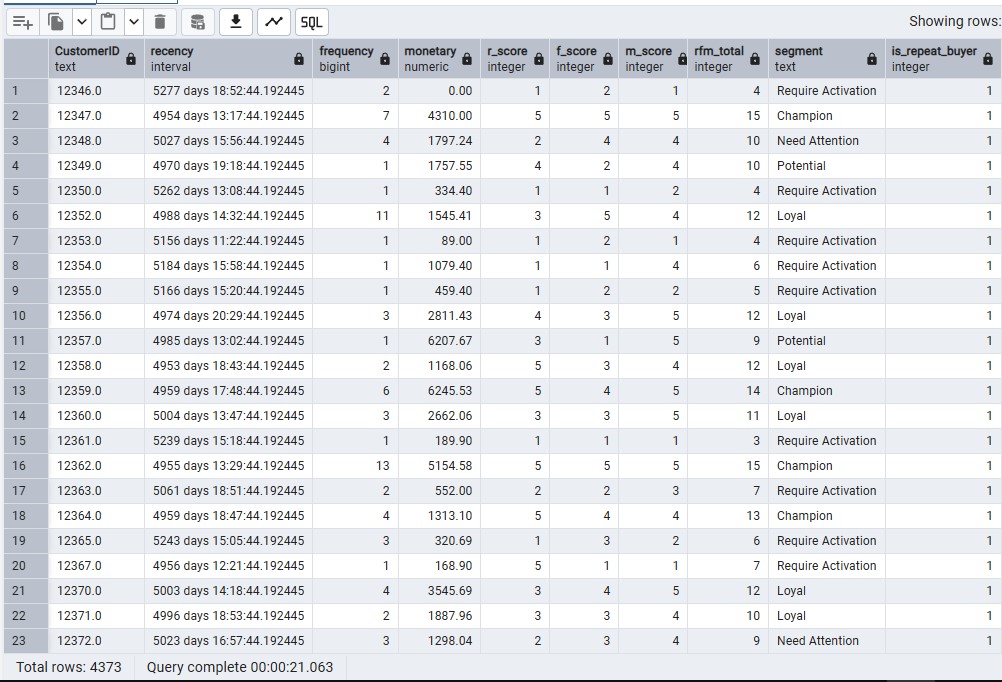 SQL Showing rows:
CustomerID recency frequency monetary r_score f_score m_score rfm_total segment is_repeat_buyer
text interval bigint numeric integer integer integer integer text integer
1 12346.0 5277 days 18:52:44.192445 2 0.00 1 2 1 4 Require Activation 1
2 12347.0 4954 days 13:17:44.192445 7 4310.00 5 5 5 15 Champion 1
3 12348.0 5027 days 15:56:44.192445 4 1797.24 2 4 4 10 Need Attention 1
4 12349.0 4970 days 19:18:44.192445 1 1757.55 4 2 4 10 Potential 1
5 12350.0 5262 days 13:08:44.192445 1 334.40 1 1 2 4 Require Activation 1
6 12352.0 4988 days 14:32:44.192445 11 1545.41 3 5 4 12 Loyal 1
7 12353.0 5156 days 11:22:44.192445 1 89.00 1 2 1 4 Require Activation 1
8 12354.0 5184 days 15:58:44.192445 1 1079.40 1 1 4 6 Require Activation 1
9 12355.0 5166 days 15:20:44.192445 1 459.40 1 2 2 5 Require Activation 1
10 12356.0 4974 days 20:29:44.192445 3 2811.43 4 3 5 12 Loyal 1
11 12357.0 4985 days 13:02:44.192445 1 6207.67 3 1 5 9 Potential 1
12 12358.0 4953 days 18:43:44.192445 2 1168.06 5 3 4 12 Loyal 1
13 12359.0 4959 days 17:48:44.192445 6 6245.53 5 4 5 14 Champion 1
14 12360.0 5004 days 13:47:44.192445 3 2662.06 3 3 5 11 Loyal 1
15 12361.0 5239 days 15:18:44.192445 1 189.90 1 1 1 3 Require Activation 1
16 12362.0 4955 days 13:29:44.192445 13 5154.58 5 5 5 15 Champion 1
17 12363.0 5061 days 18:51:44.192445 2 552.00 2 2 3 7 Require Activation 1
18 12364.0 4959 days 18:47:44.192445 4 1313.10 5 4 4 13 Champion 1
19 12365.0 5243 days 15:05:44.192445 3 320.69 1 3 2 6 Require Activation 1
20 12367.0 4956 days 12:21:44.192445 1 168.90 5 1 1 7 Require Activation 1
21 12370.0 5003 days 14:18:44.192445 4 3545.69 3 4 5 12 Loyal 1
22 12371.0 4996 days 18:53:44.192445 2 1887.96 3 3 4 10 Loyal 1
23 12372.0 5023 days 16:57:44.192445 3 1298.04 2 3 4 9 Need Attention 1
Total rows: 4373 Query complete 00:00:21.063